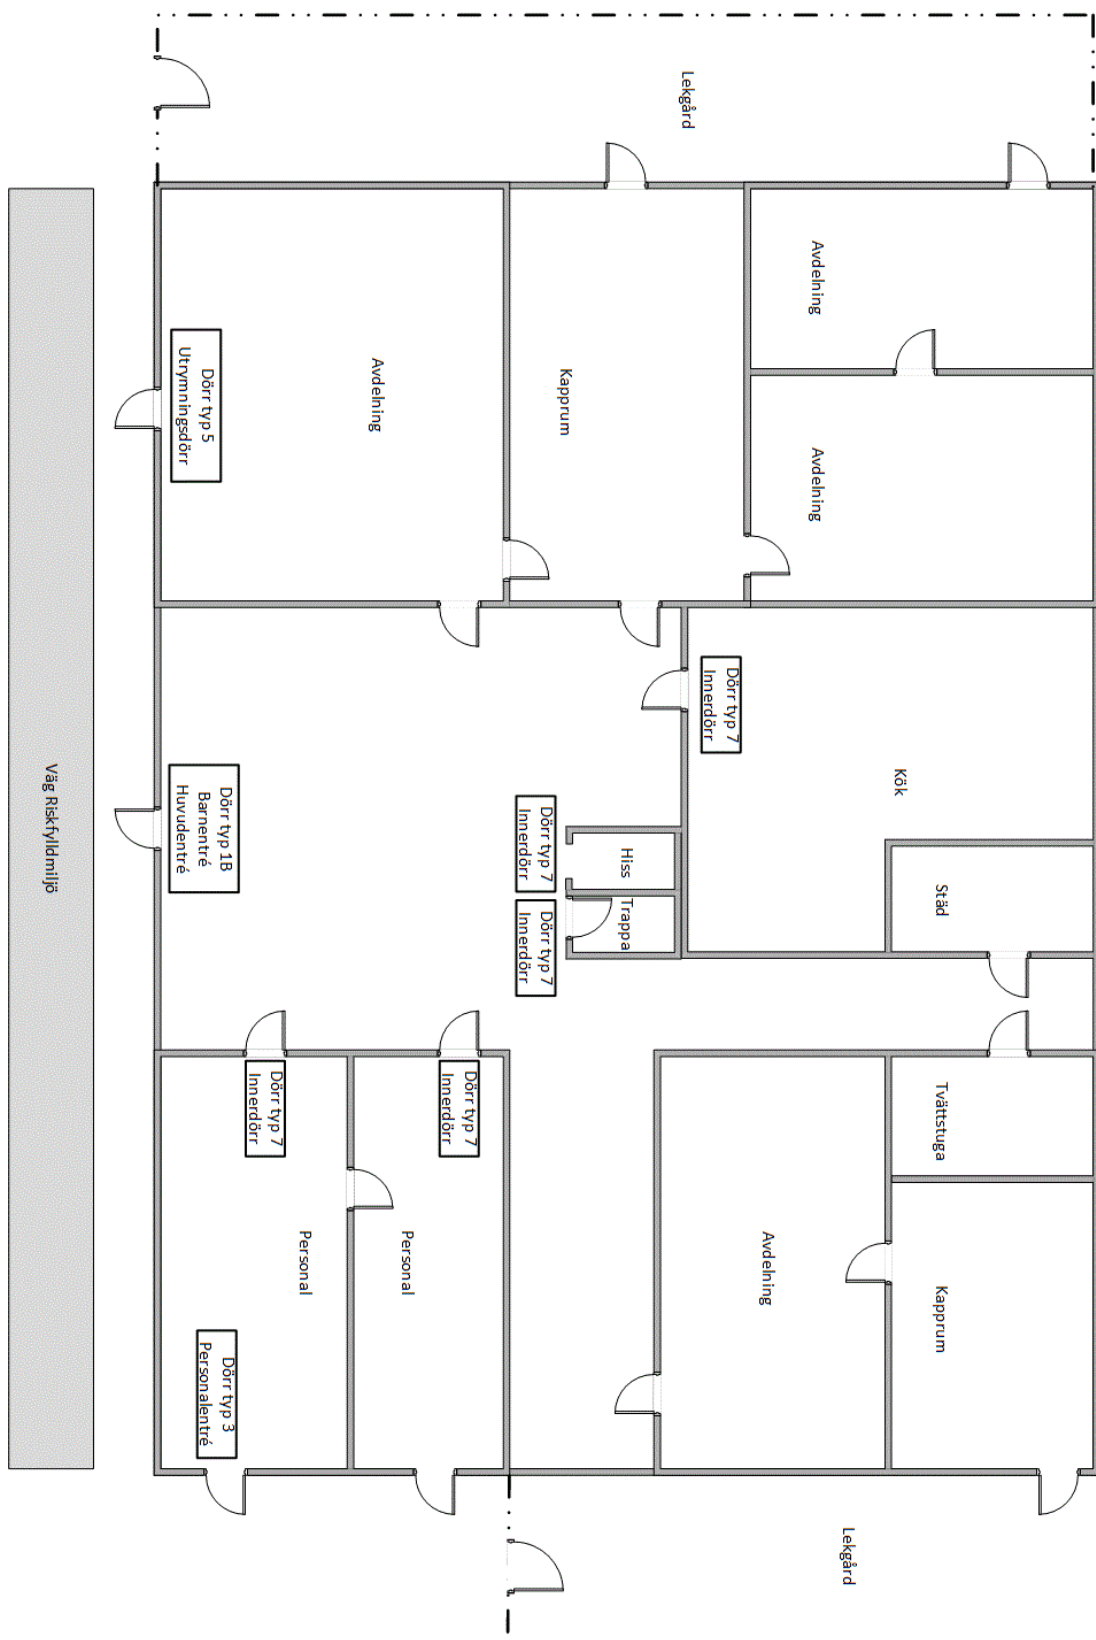 Lekgård
Avdelning
Avdelning
Kapprum
Avdelning
Dörr typ 5
Utrymningsdörr
Kök
Städ
Dörr typ 7
Innerdörr
Hiss
Trappa
Dörr typ 7
Innerdörr
Dörr typ 7
Innerdörr
Dörr typ 1B
Barnentré
Huvudentré
Tvättstuga
Kapprum
Avdelning
Dörr typ 7
Innerdörr
Personal
Dörr typ 7
Innerdörr
Personal
Dörr typ 3
Personalentré
Lekgård
Väg Riskfylldmiljö